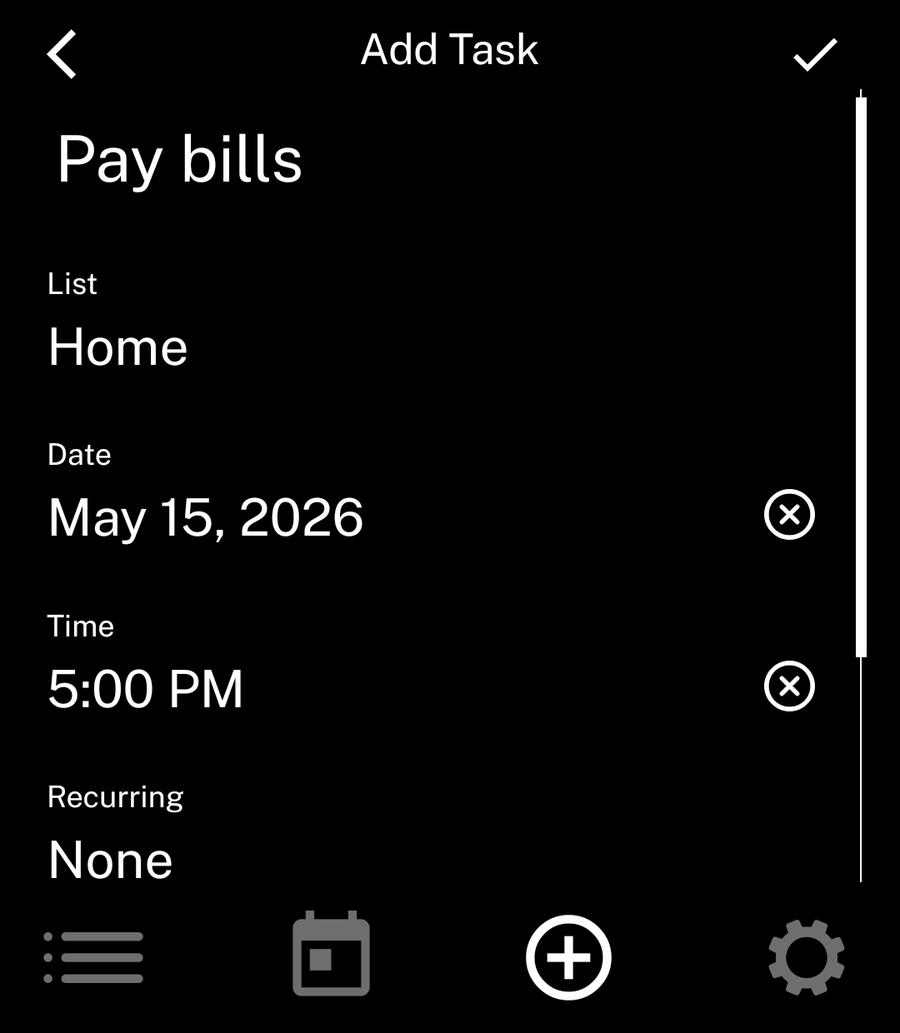 Add Task
Pay bills
List
Home
Date
May 15, 2026
Time
5:00 PM
Recurring
None